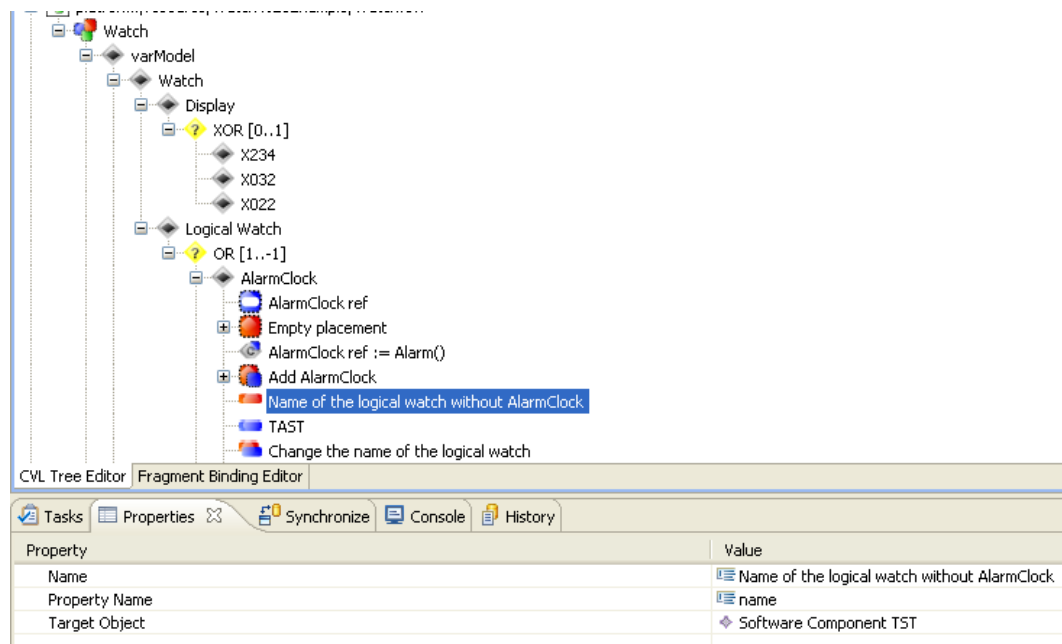 Watch
varModel
Watch
Display
XOR [0..1]
X234
X032
X022
Logical Watch
OR [1..-1]
AlarmClock
AlarmClock ref
Empty placement
AlarmClock ref := Alarm()
Add AlarmClock
Name of the logical watch without AlarmClock
TAST
Change the name of the logical watch
CVL Tree Editor Fragment Binding Editor
Tasks Properties Synchronize Console History
Property Value
Name Name of the logical watch without AlarmClock
Property Name name
Target Object Software Component TST